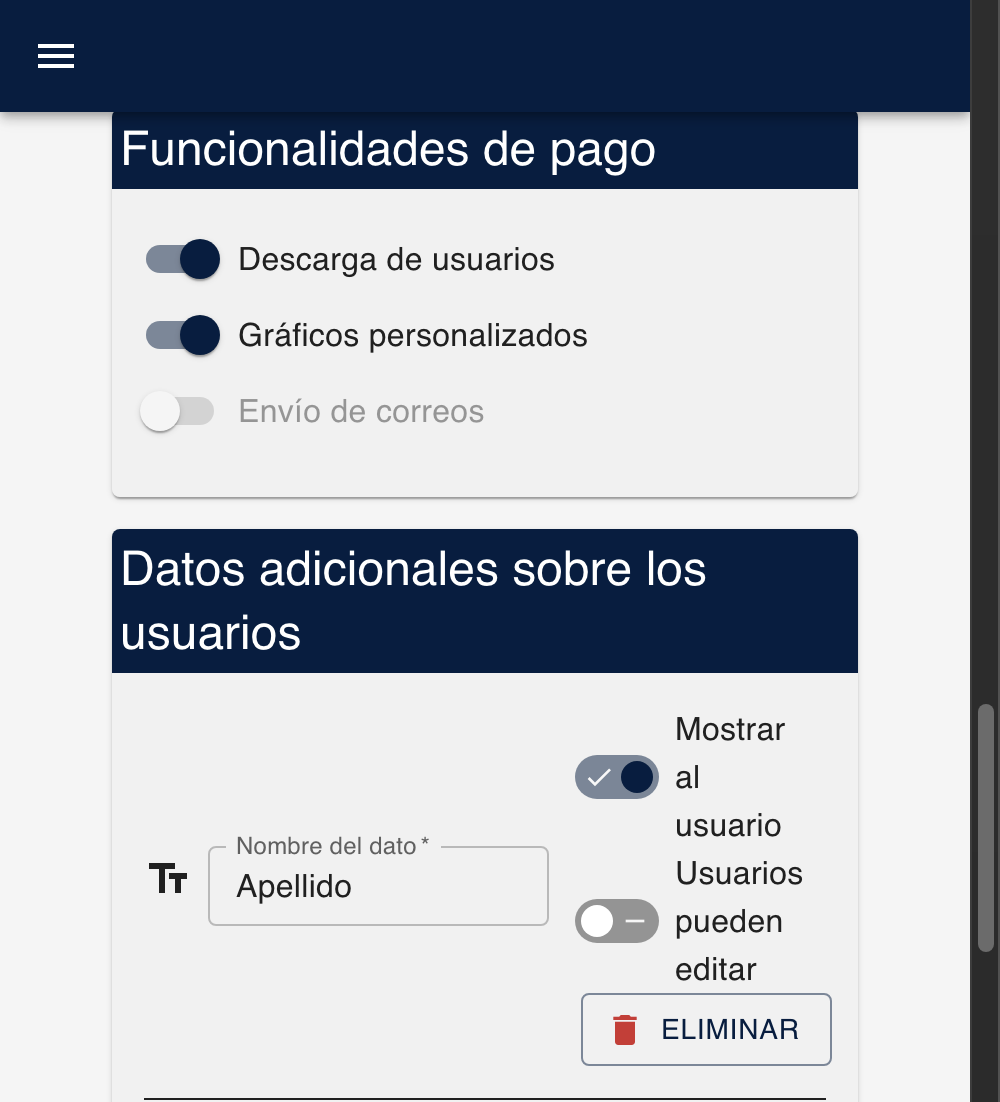 Funcionalidades de pago
Descarga de usuarios
Gráficos personalizados
Envío de correos
Datos adicionales sobre los
usuarios
Nombre del dato *
Apellido
Mostrar
al
usuario
Usuarios
pueden
editar
ELIMINAR